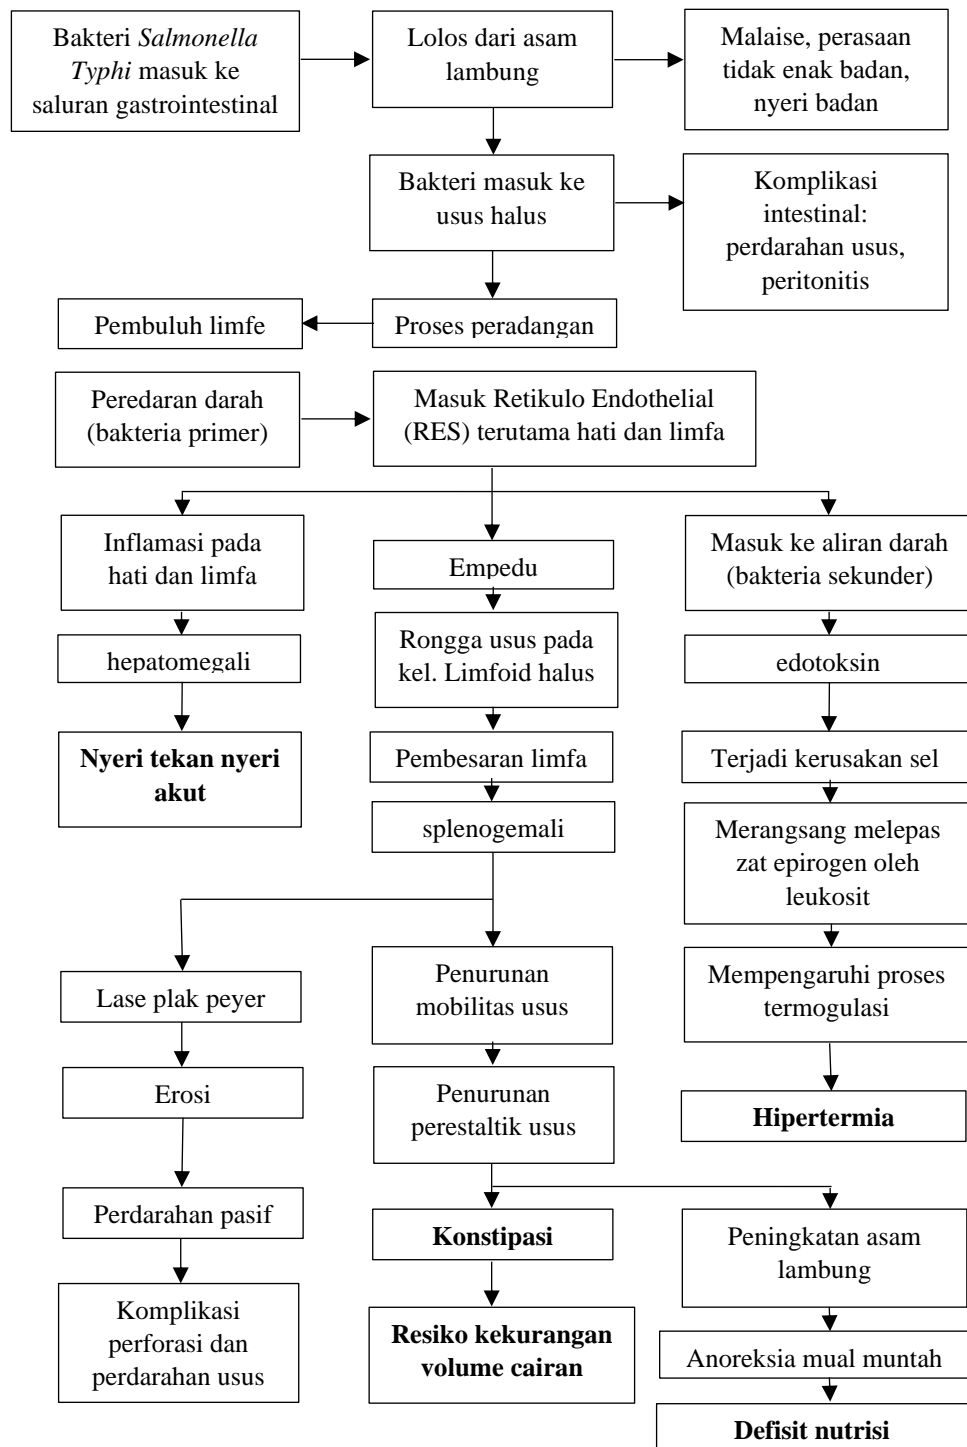 Bakteri Salmonella
Typhi masuk ke
saluran gastrointestinal
Lolos dari asam
lambung
Malaise, perasaan
tidak enak badan,
nyeri badan
Bakteri masuk ke
usus halus
Komplikasi
intestinal:
perdarahan usus,
peritonitis
Pembuluh limfe
Proses peradangan
Peredaran darah
(bakteria primer)
Masuk Retikulo Endothelial
(RES) terutama hati dan limfa
Inflamasi pada
hati dan limfa
Empedu
Masuk ke aliran darah
(bakteria sekunder)
hepatomegali
Rongga usus pada
kel. Limfoid halus
edotoksin
Nyeri tekan nyeri
akut
Pembesaran limfa
Terjadi kerusakan sel
splenogemali
Merangsang melepas
zat epirogen oleh
leukosit
Lase plak peyer
Penurunan
mobilitas usus
Mempengaruhi proses
termogulasi
Erosi
Penurunan
perestaltik usus
Hipertermia
Perdarahan pasif
Konstipasi
Peningkatan asam
lambung
Komplikasi
perforasi dan
perdarahan usus
Resiko kekurangan
volume cairan
Anoreksia mual muntah
Defisit nutrisi